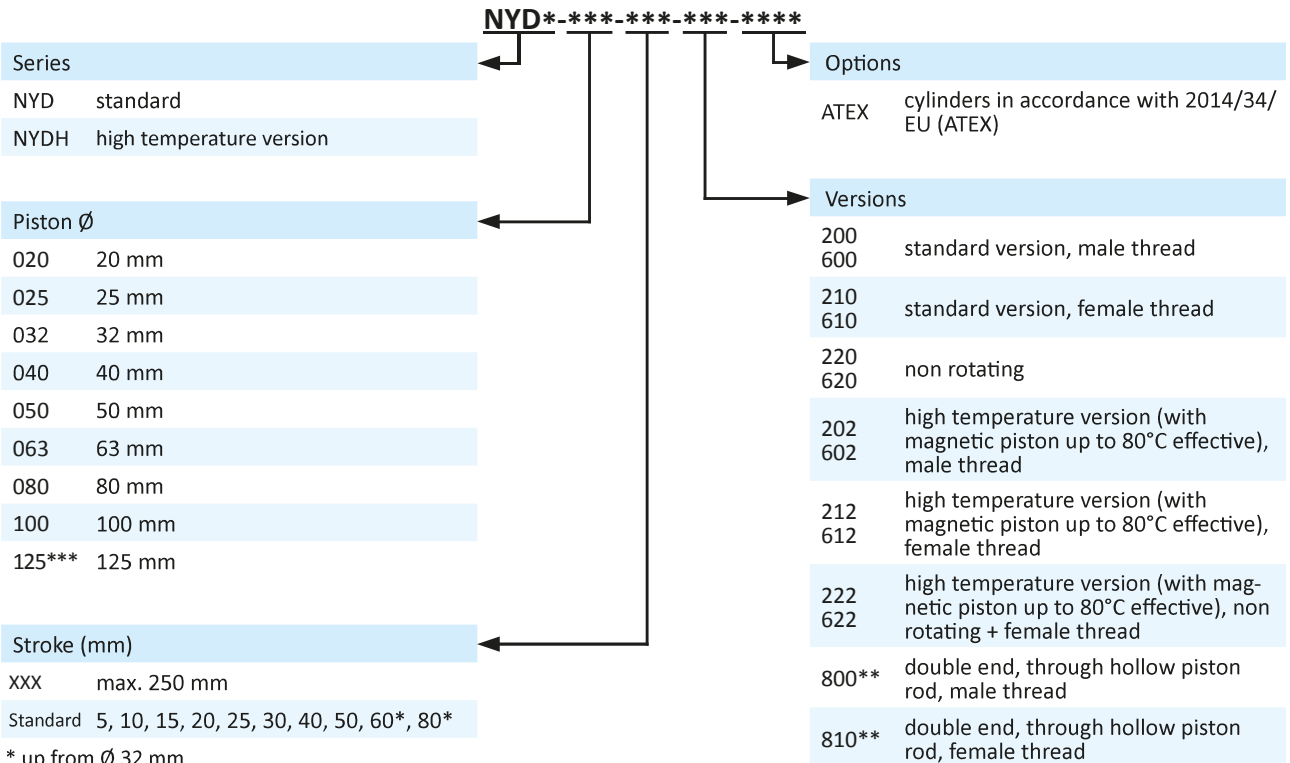 NYD*-***-***-***-****
Series
NYD standard
NYDH high temperature version
Piston Ø
020 20 mm
025 25 mm
032 32 mm
040 40 mm
050 50 mm
063 63 mm
080 80 mm
100 100 mm
125*** 125 mm
Stroke (mm)
XXX max. 250 mm
Standard 5, 10, 15, 20, 25, 30, 40, 50, 60*, 80*
* up from Ø 32 mm
Options
ATEX cylinders in accordance with 2014/34/
EU (ATEX)
Versions
200
600
standard version, male thread
210
610
standard version, female thread
220
620
non rotating
202
602
high temperature version (with
magnetic piston up to 80°C effective),
male thread
212
612
high temperature version (with
magnetic piston up to 80°C effective),
female thread
222
622
high temperature version (with mag-
netic piston up to 80°C effective), non
rotating + female thread
800** double end, through hollow piston
rod, male thread
810** double end, through hollow piston
rod, female thread